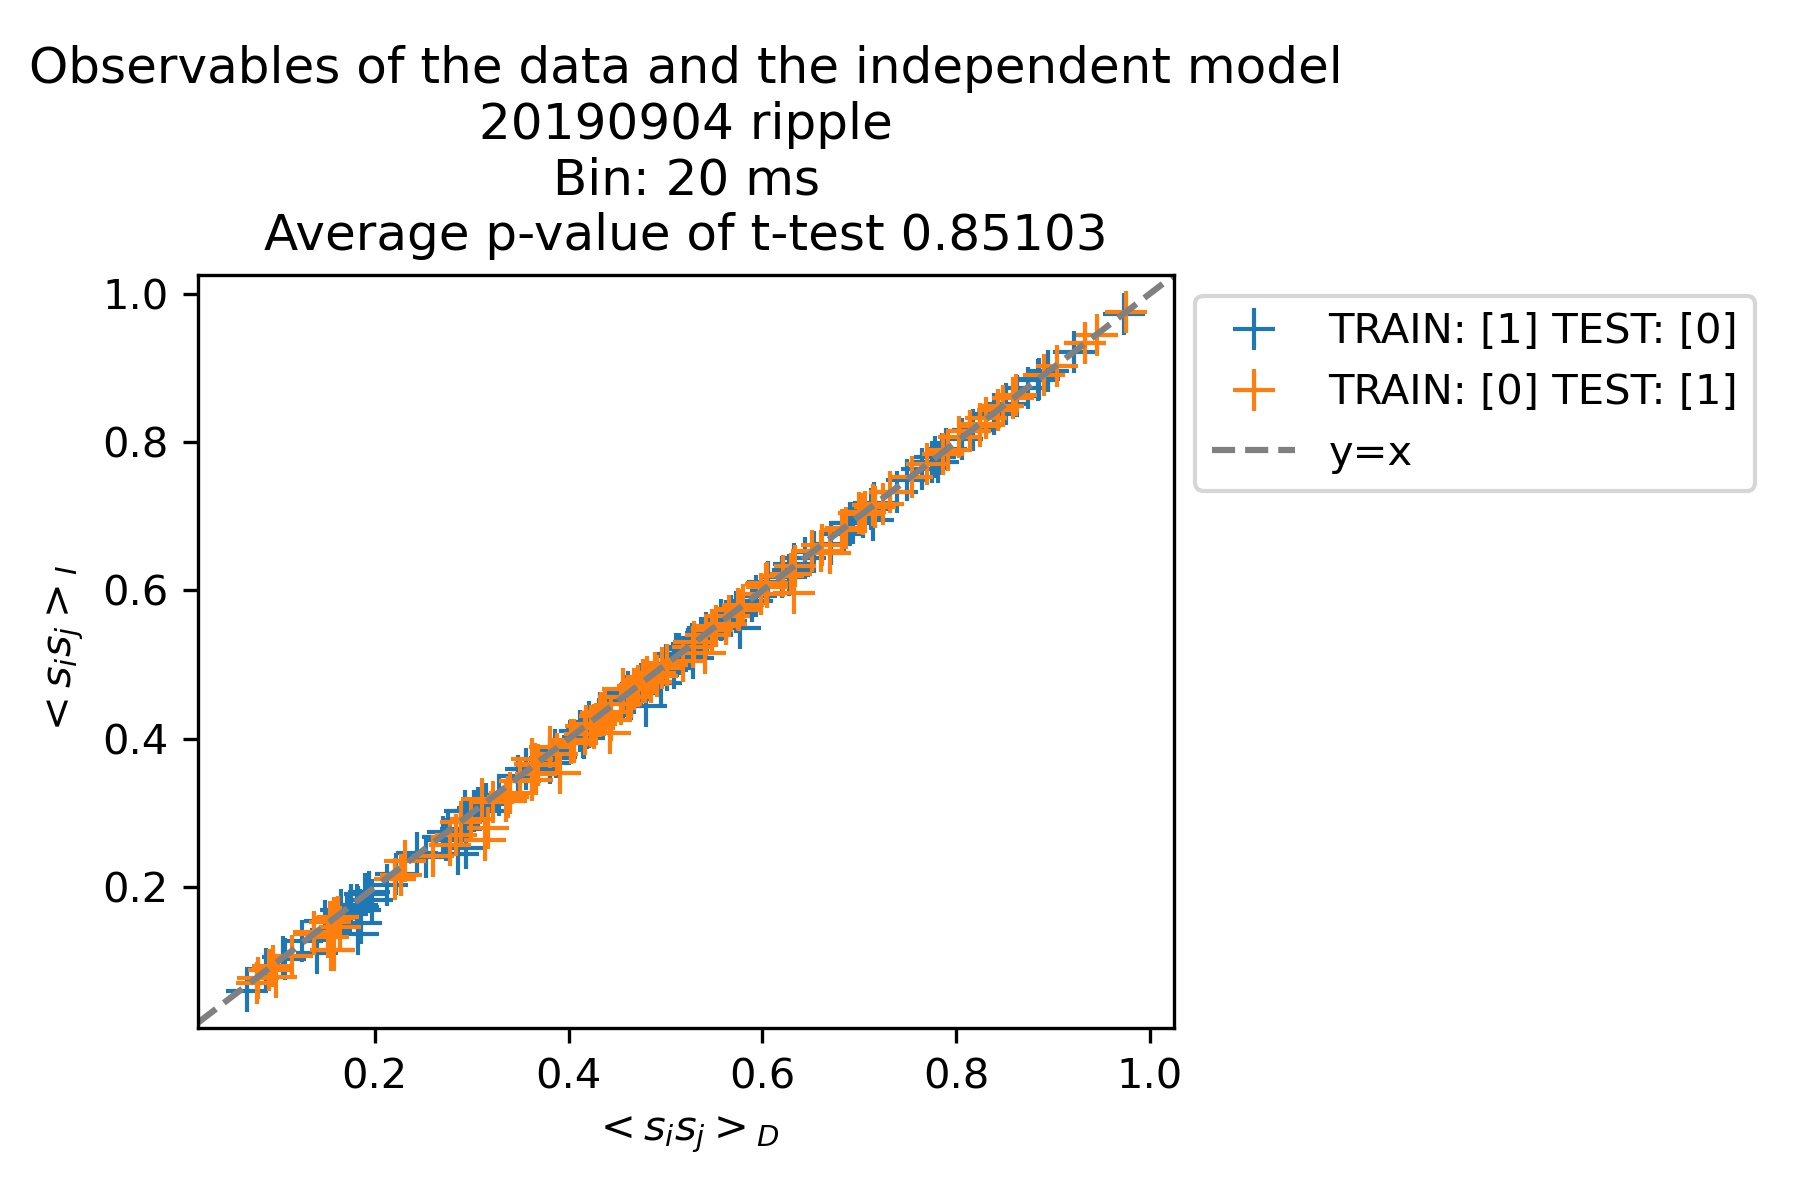 Observables of the data and the independent model
20190904 ripple
Bin: 20 ms
Average p-value of t-test 0.85103
1.0
0.8
0.6
0.4
0.2
< s_i s_j >_I
0.2 0.4 0.6 0.8 1.0
< s_i s_j >_D
TRAIN: [1] TEST: [0]
TRAIN: [0] TEST: [1]
y=x